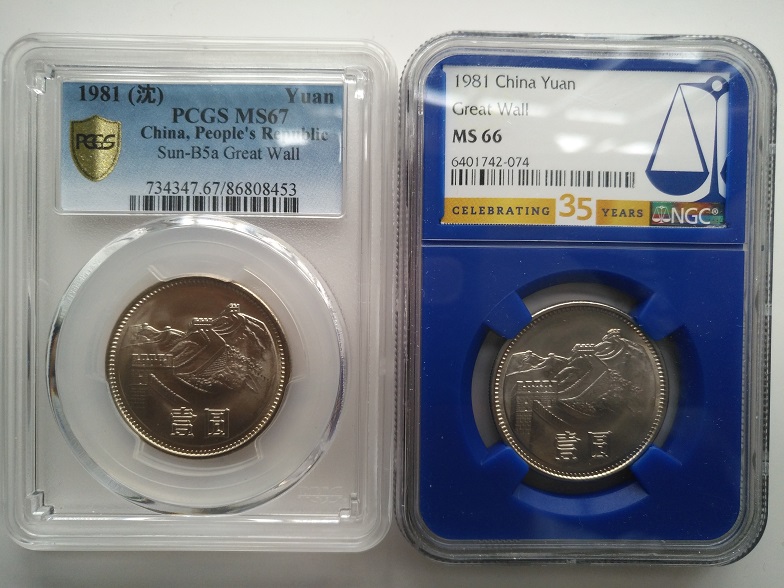 1981 (沈) Yuan
PCGS MS67
China, People's Republic
Sun-B5a Great Wall
734347.67/86808453
PCGS
壹圆
1981 China Yuan
Great Wall
MS 66
6401742-074
CELEBRATING 35 YEARS NGC®
壹圆